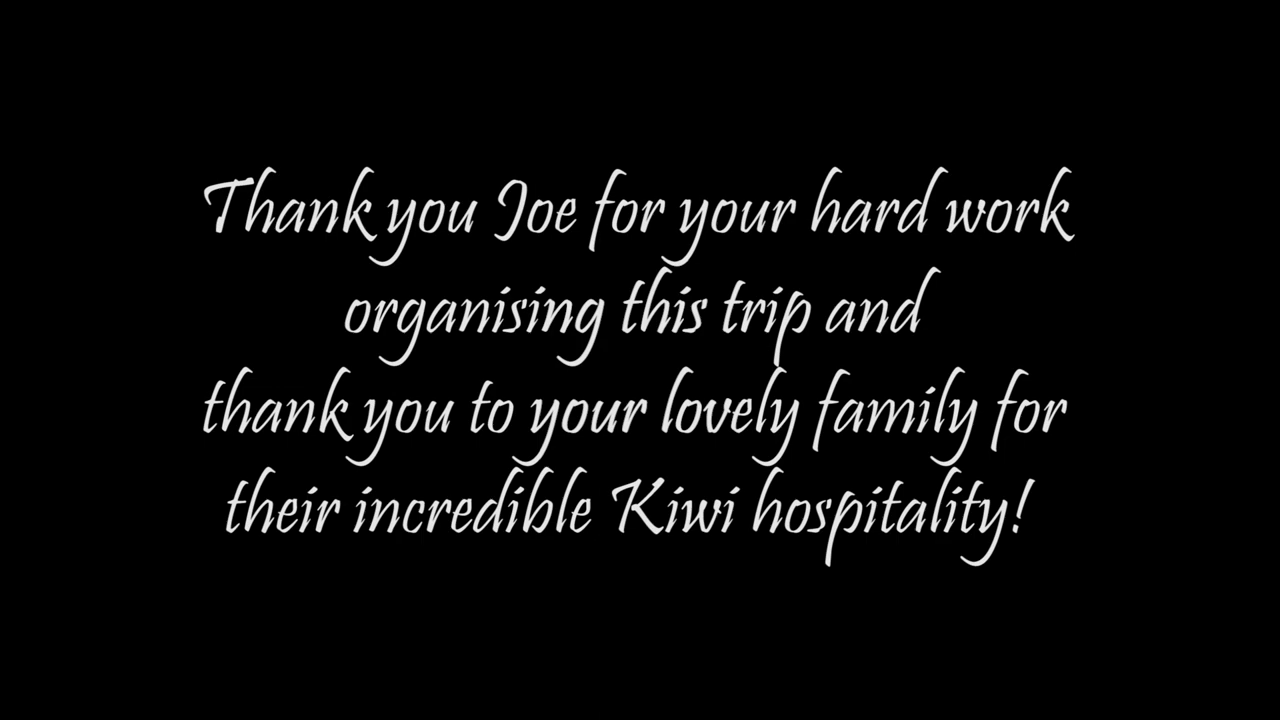 Thank you Joe for your hard work
organising this trip and
thank you to your lovely family for
their incredible Kiwi hospitality!